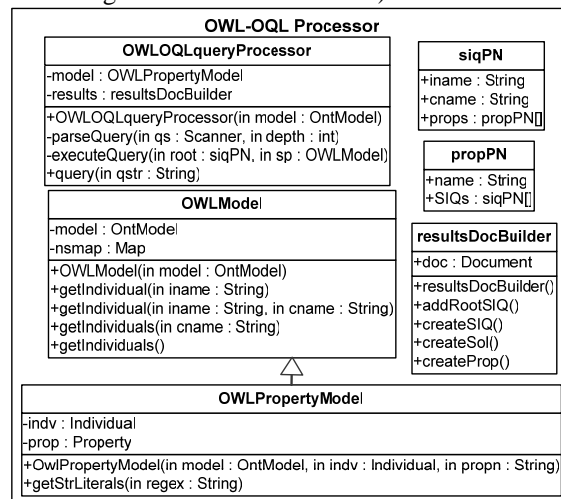 OWL-OQL Processor
OWLOQLqueryProcessor
-model : OWLPropertyModel
-results : resultsDocBuilder
+OWLOQLqueryProcessor(in model : OntModel)
-parseQuery(in qs : Scanner, in depth : int)
-executeQuery(in root : siqPN, in sp : OWLModel)
+query(in qstr : String)
siqPN
+iname : String
+cname : String
+props : propPN[]
propPN
+name : String
+SIQs : siqPN[]
OWLModel
-model : OntModel
-nsmap : Map
+OWLModel(in model : OntModel)
+getIndividual(in iname : String)
+getIndividual(in iname : String, in cname : String)
+getIndividuals(in cname : String)
+getIndividuals()
resultsDocBuilder
+doc : Document
+resultsDocBuilder()
+addRootSIQ()
+createSIQ()
+createSol()
+createProp()
OWLPropertyModel
-indv : Individual
-prop : Property
+OwlPropertyModel(in model : OntModel, in indv : Individual, in propn : String)
+getStrLiterals(in regex : String)